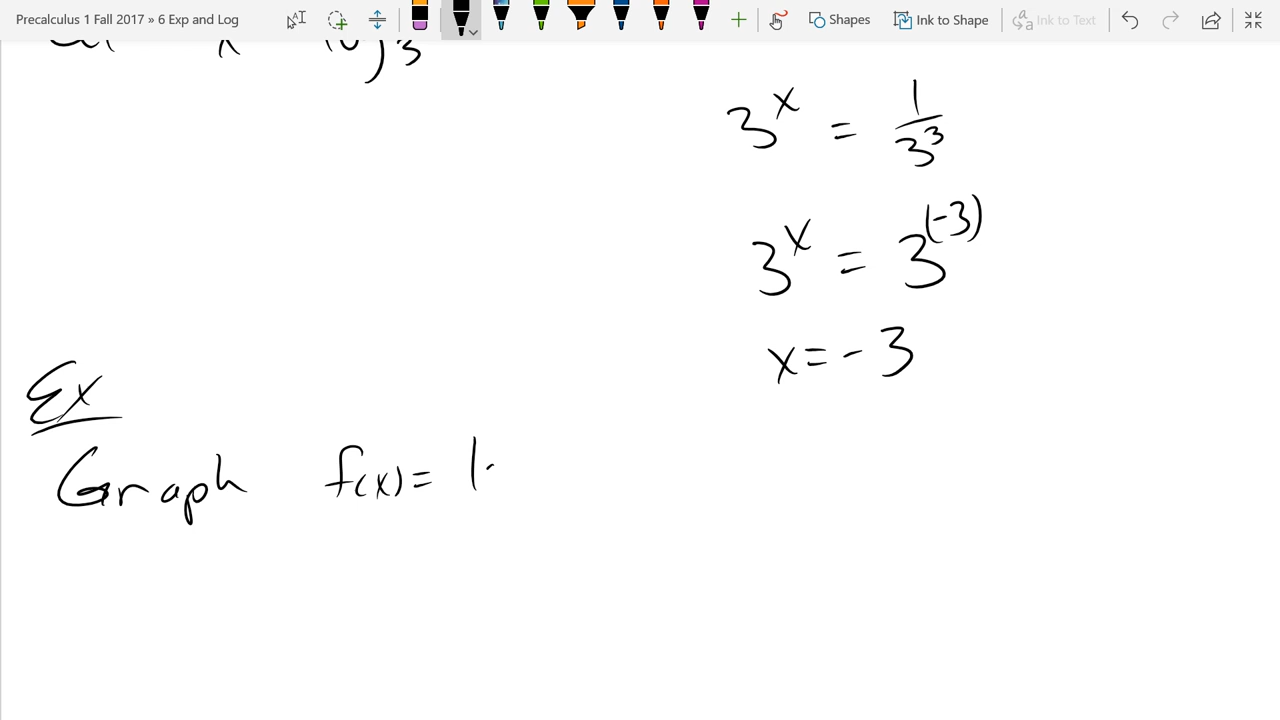 Precalculus 1 Fall 2017 » 6 Exp and Log
Shapes
Ink to Shape
Ink to Text
3^x = 1/3^3
3^x = 3^(-3)
x = -3
Ex
Graph f(x) =